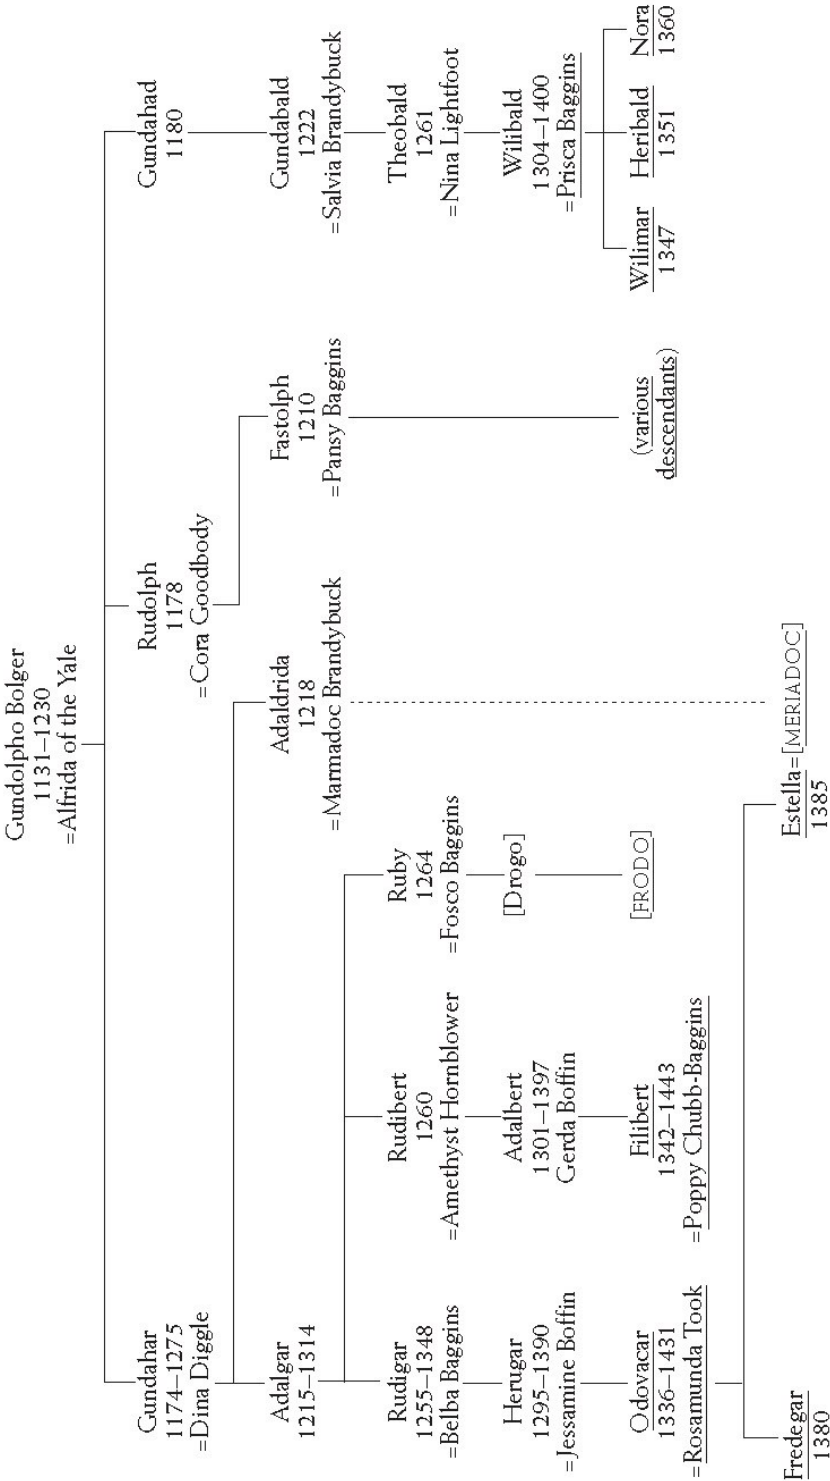 Gundolpho Bolger
1131–1230
=Alfrida of the Yale
Gundahar
1174–1275
=Dina Diggle
Rudolph
1178
=Cora Goodbody
Gundahad
1180
Adalgar
1215–1314
Adaldrida
1218
=Marmadoc Brandybuck
Fastolph
1210
=Pansy Baggins
Gundabald
1222
=Salvia Brandybuck
Rudigar
1255–1348
=Belba Baggins
Rudibert
1260
=Amethyst Hornblower
Ruby
1264
=Fosco Baggins
Theobald
1261
=Nina Lightfoot
Herugar
1295–1390
=Jessamine Boffin
Adalbert
1301–1397
Gerda Boffin
[Drogo]
Wilibald
1304–1400
=Prisca Baggins
Odovacar
1336–1431
=Rosamunda Took
Filibert
1342–1443
=Poppy Chubb-Baggins
[FRODO]
(various
descendants)
Wilimar
1347
Heribald
1351
Nora
1360
Fredegar
1380
Estella=[MERIADOC]
1385